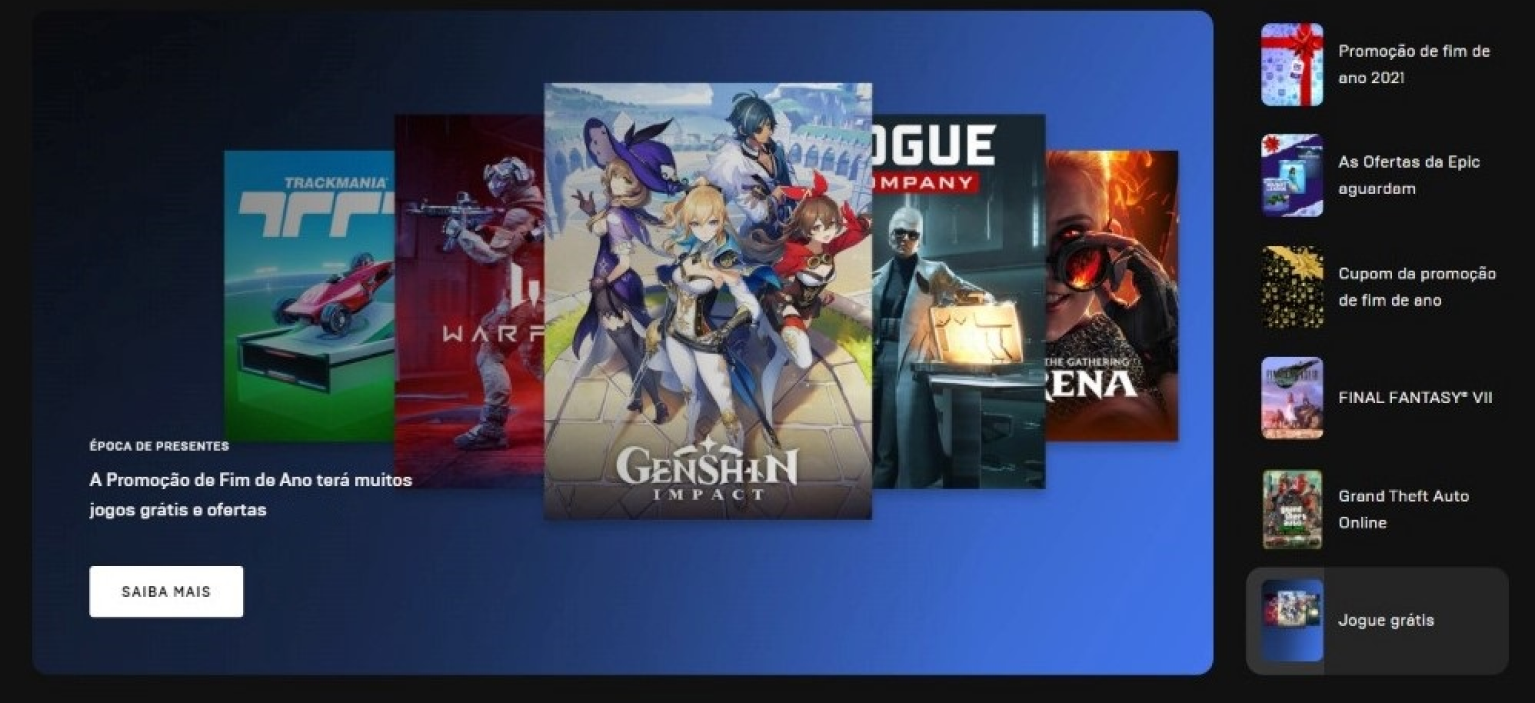 TRACKMANIA
WARF
GENSHIN
IMPACT
OGUE
OMPANY
THE GATHERING
RENA
ÉPOCA DE PRESENTES
A Promoção de Fim de Ano terá muitos
jogos grátis e ofertas
SAIBA MAIS
Promoção de fim de
ano 2021
As Ofertas da Epic
aguardam
Cupom da promoção
de fim de ano
FINAL FANTASY® VII
Grand Theft Auto
Online
Jogue grátis